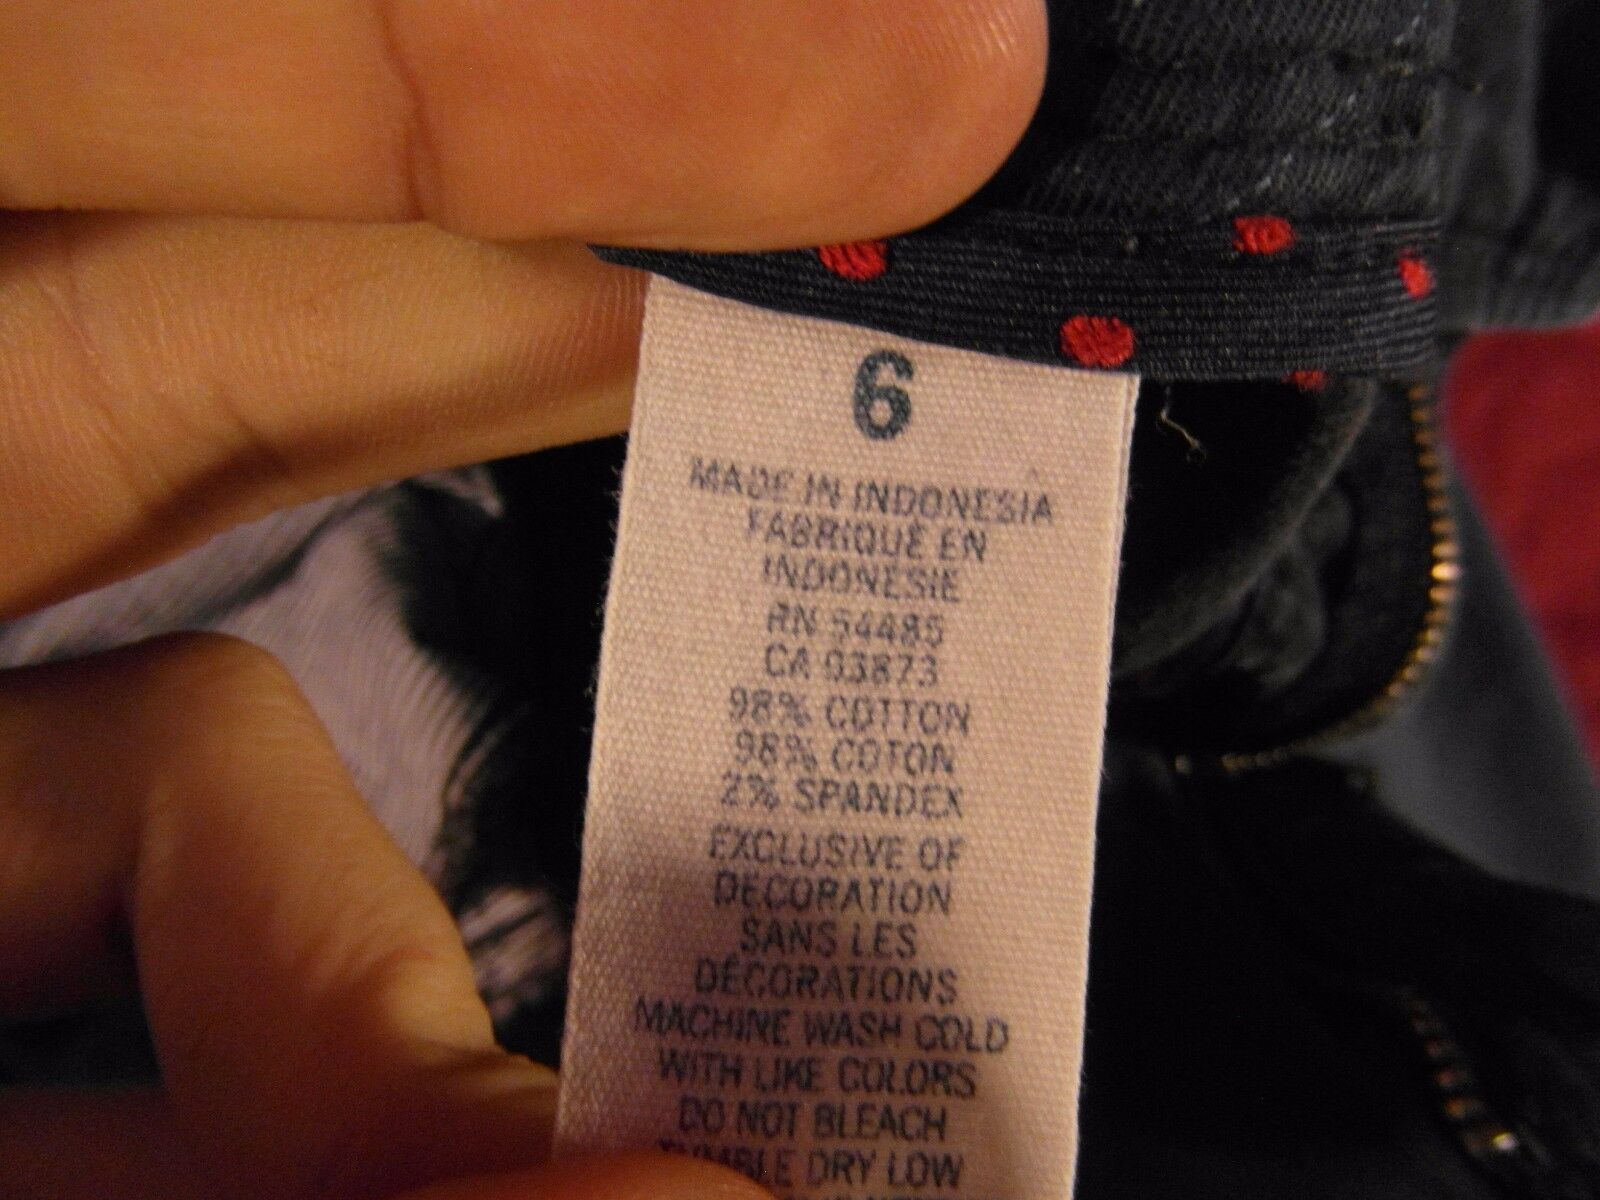 6
MADE IN INDONESIA
FABRIQUÉ EN
INDONÉSIE
RN 54485
CA 03873
98% COTTON
98% COTON
2% SPANDEX
EXCLUSIVE OF
DECORATION
SANS LES
DÉCORATIONS
MACHINE WASH COLD
WITH LIKE COLORS
DO NOT BLEACH
TUMBLE DRY LOW